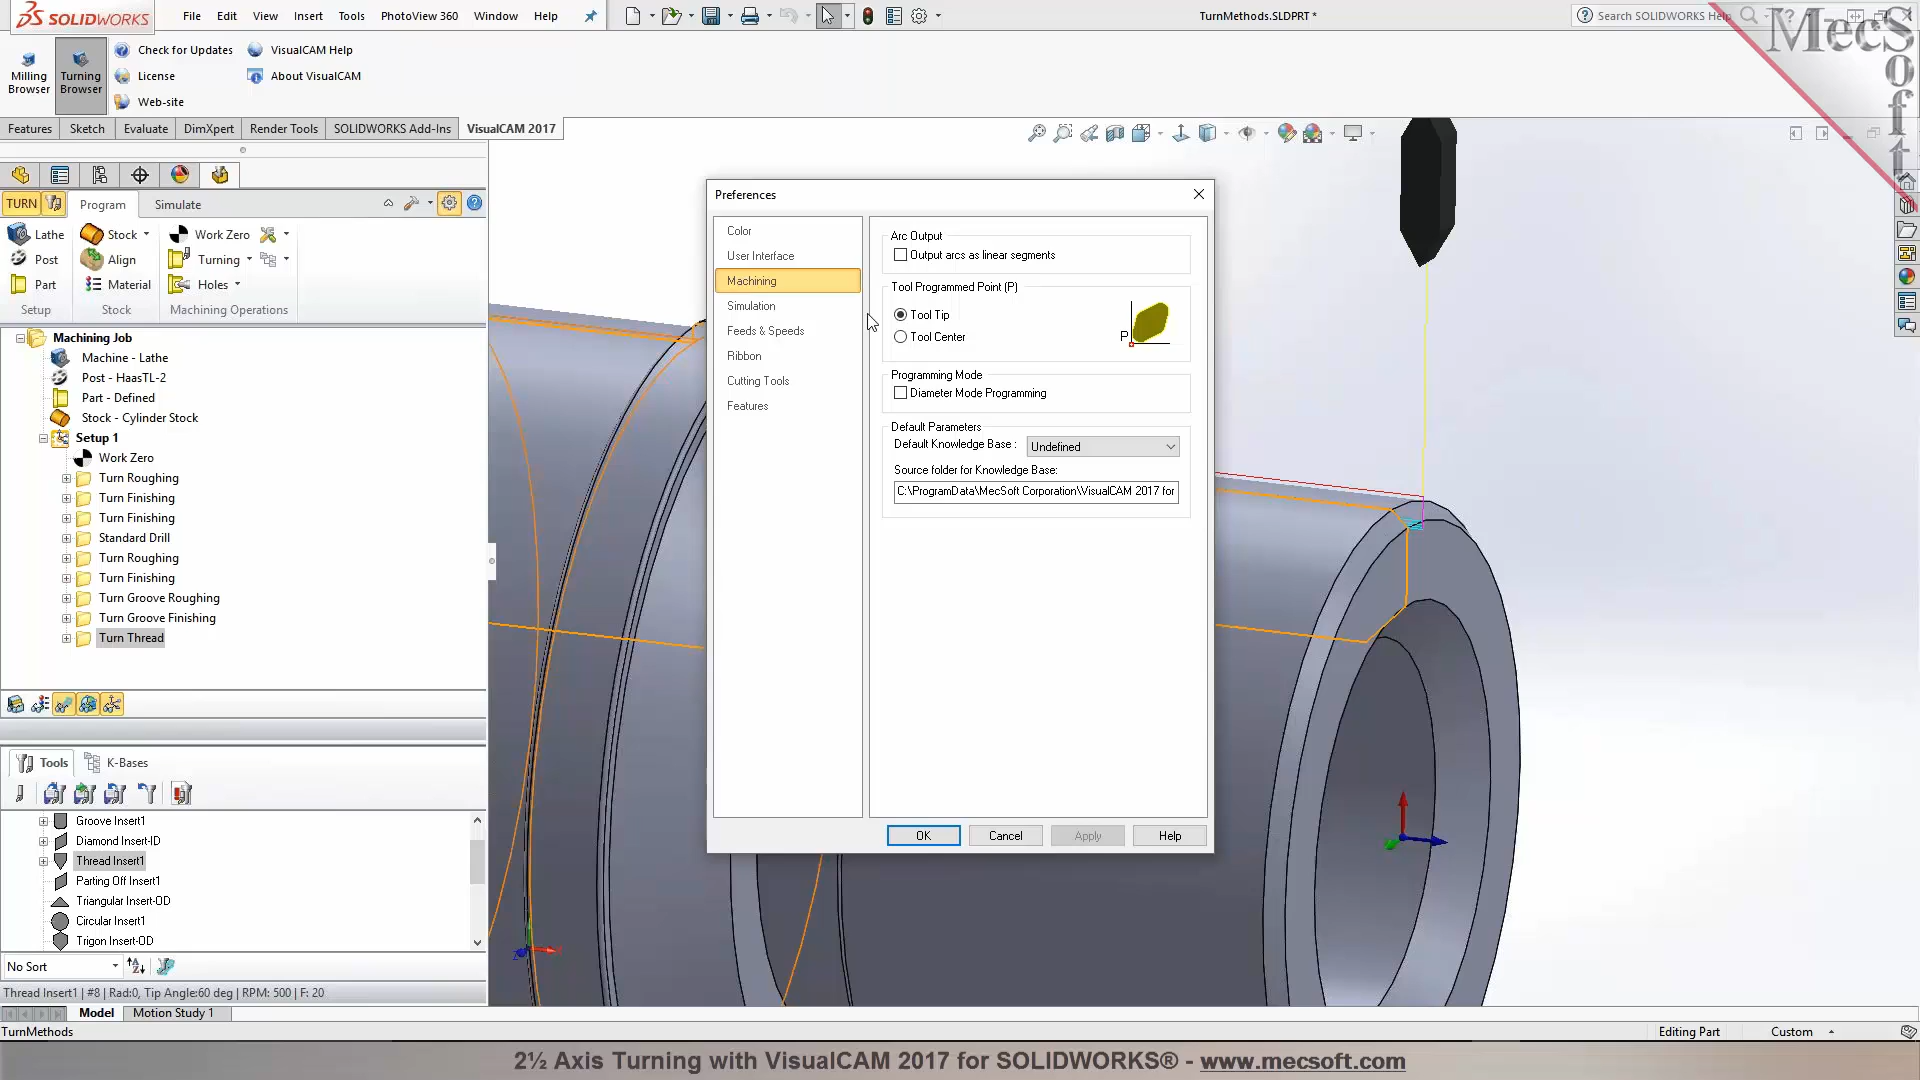 SOLIDWORKS
File Edit View Insert Tools PhotoView 360 Window Help
TurnMethods.SLDPRT *
Search SOLIDWORKS Help
MecSoft
Milling Browser
Turning Browser
Check for Updates
VisualCAM Help
License
About VisualCAM
Web-site
Features Sketch Evaluate DimXpert Render Tools SOLIDWORKS Add-Ins VisualCAM 2017
TURN Program Simulate
Lathe Stock Work Zero
Post Align Turning
Part Material Holes
Setup Stock Machining Operations
Machining Job
Machine - Lathe
Post - HaasTL-2
Part - Defined
Stock - Cylinder Stock
Setup 1
Work Zero
Turn Roughing
Turn Finishing
Turn Finishing
Standard Drill
Turn Roughing
Turn Finishing
Turn Groove Roughing
Turn Groove Finishing
Turn Thread
Tools K-Bases
Groove Insert1
Diamond Insert-ID
Thread Insert1
Parting Off Insert1
Triangular Insert-OD
Circular Insert1
Trigon Insert-OD
No Sort
Thread Insert1 | #8 | Rad:0, Tip Angle:60 deg | RPM: 500 | F: 20
Model Motion Study 1
TurnMethods
Editing Part Custom
Preferences
Color
User Interface
Machining
Simulation
Feeds & Speeds
Ribbon
Cutting Tools
Features
Arc Output
Output arcs as linear segments
Tool Programmed Point (P)
Tool Tip
Tool Center
P
Programming Mode
Diameter Mode Programming
Default Parameters
Default Knowledge Base : Undefined
Source folder for Knowledge Base:
C:\ProgramData\MecSoft Corporation\VisualCAM 2017 for
OK Cancel Apply Help
2½ Axis Turning with VisualCAM 2017 for SOLIDWORKS® - www.mecsoft.com